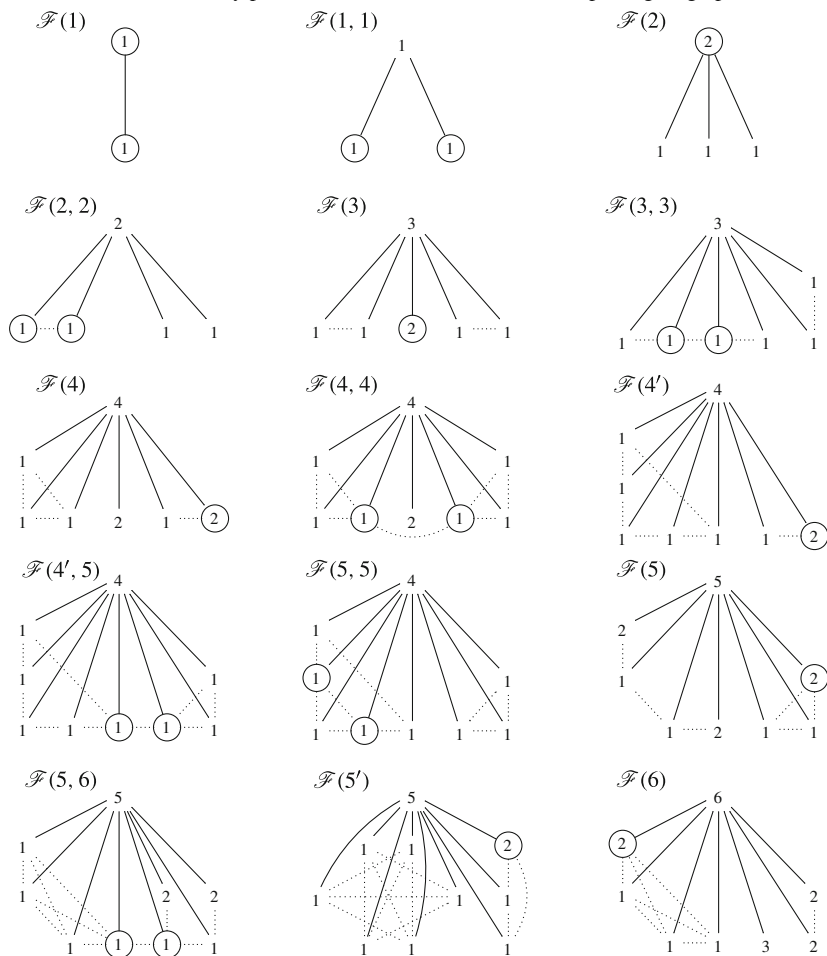 ℱ(1) ℱ(1, 1) ℱ(2)
1 1 2
1 1 1 1 1 1
ℱ(2, 2) ℱ(3) ℱ(3, 3)
2 3 3
1
1 1 1 1 1 1 2 1 1 1 1 1 1 1
ℱ(4) ℱ(4, 4) ℱ(4′)
4 4 4
1 1 1 1
1
1 1 2 1 2 1 1 2 1 1 1 1 1 1 2
ℱ(4′, 5) ℱ(5, 5) ℱ(5)
4 4 5
1 1 2
1 1 1 1 1 2
1 1 1 1 1 1 1 1 1 1 1 2 1 1
ℱ(5, 6) ℱ(5′) ℱ(6)
5 5 6
1 1 1 2 2
1 2 2 1 1 1 1 2
1 1 1 1 1 1 1 1 1 3 2